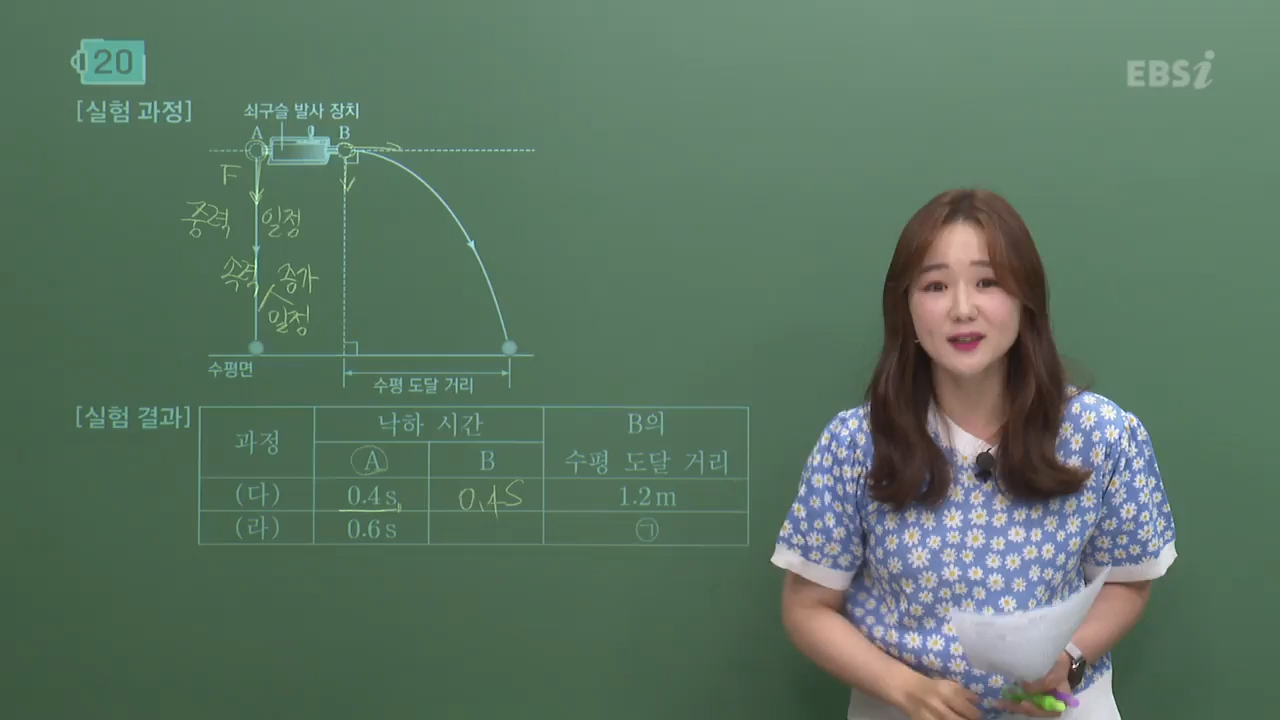 20
EBSi
[실험 과정]
쇠구슬 발사 장치
A B
F
중력 일정
속력 증가
일정
수평면
수평 도달 거리
[실험 결과]
과정 낙하 시간 B의 수평 도달 거리
A B
(다) 0.4 s 0.4S 1.2 m
(라) 0.6 s ㉠